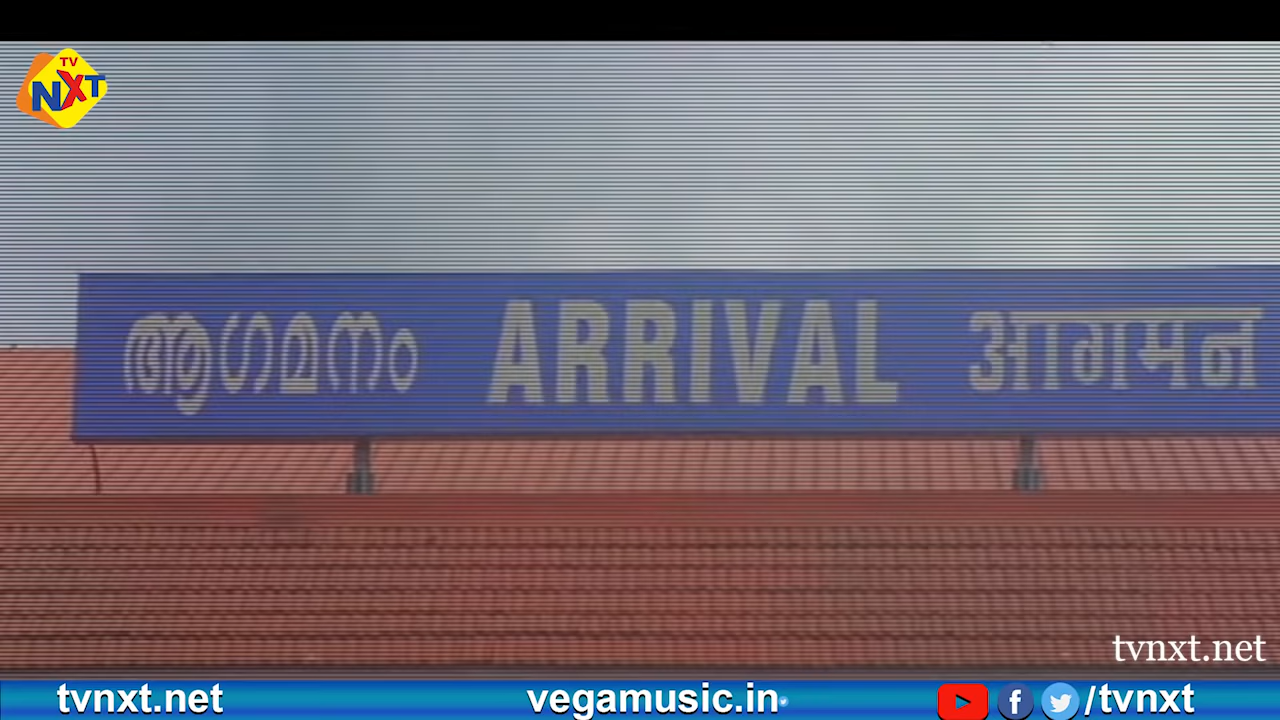 TV
NXT
ആഗമനം ARRIVAL आगमन
tvnxt.net
tvnxt.net vegamusic.in /tvnxt